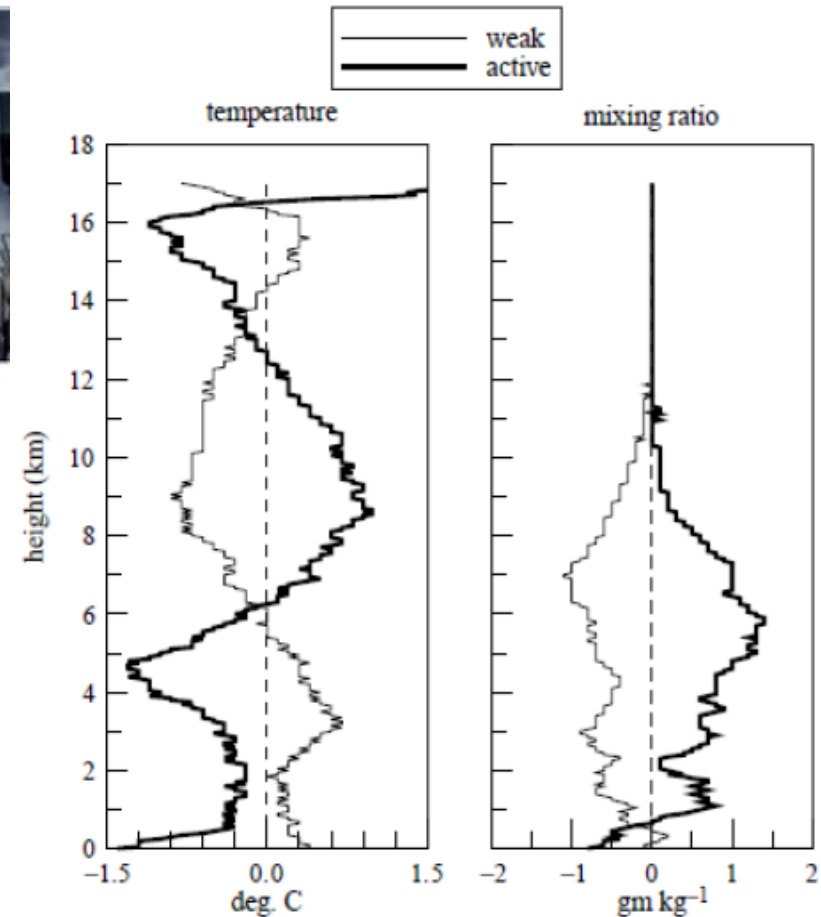 weak
active
temperature
mixing ratio
18
16
14
12
10
8
6
4
2
0
height (km)
−1.5 0.0 1.5
deg. C
−2 −1 0 1 2
gm kg⁻¹